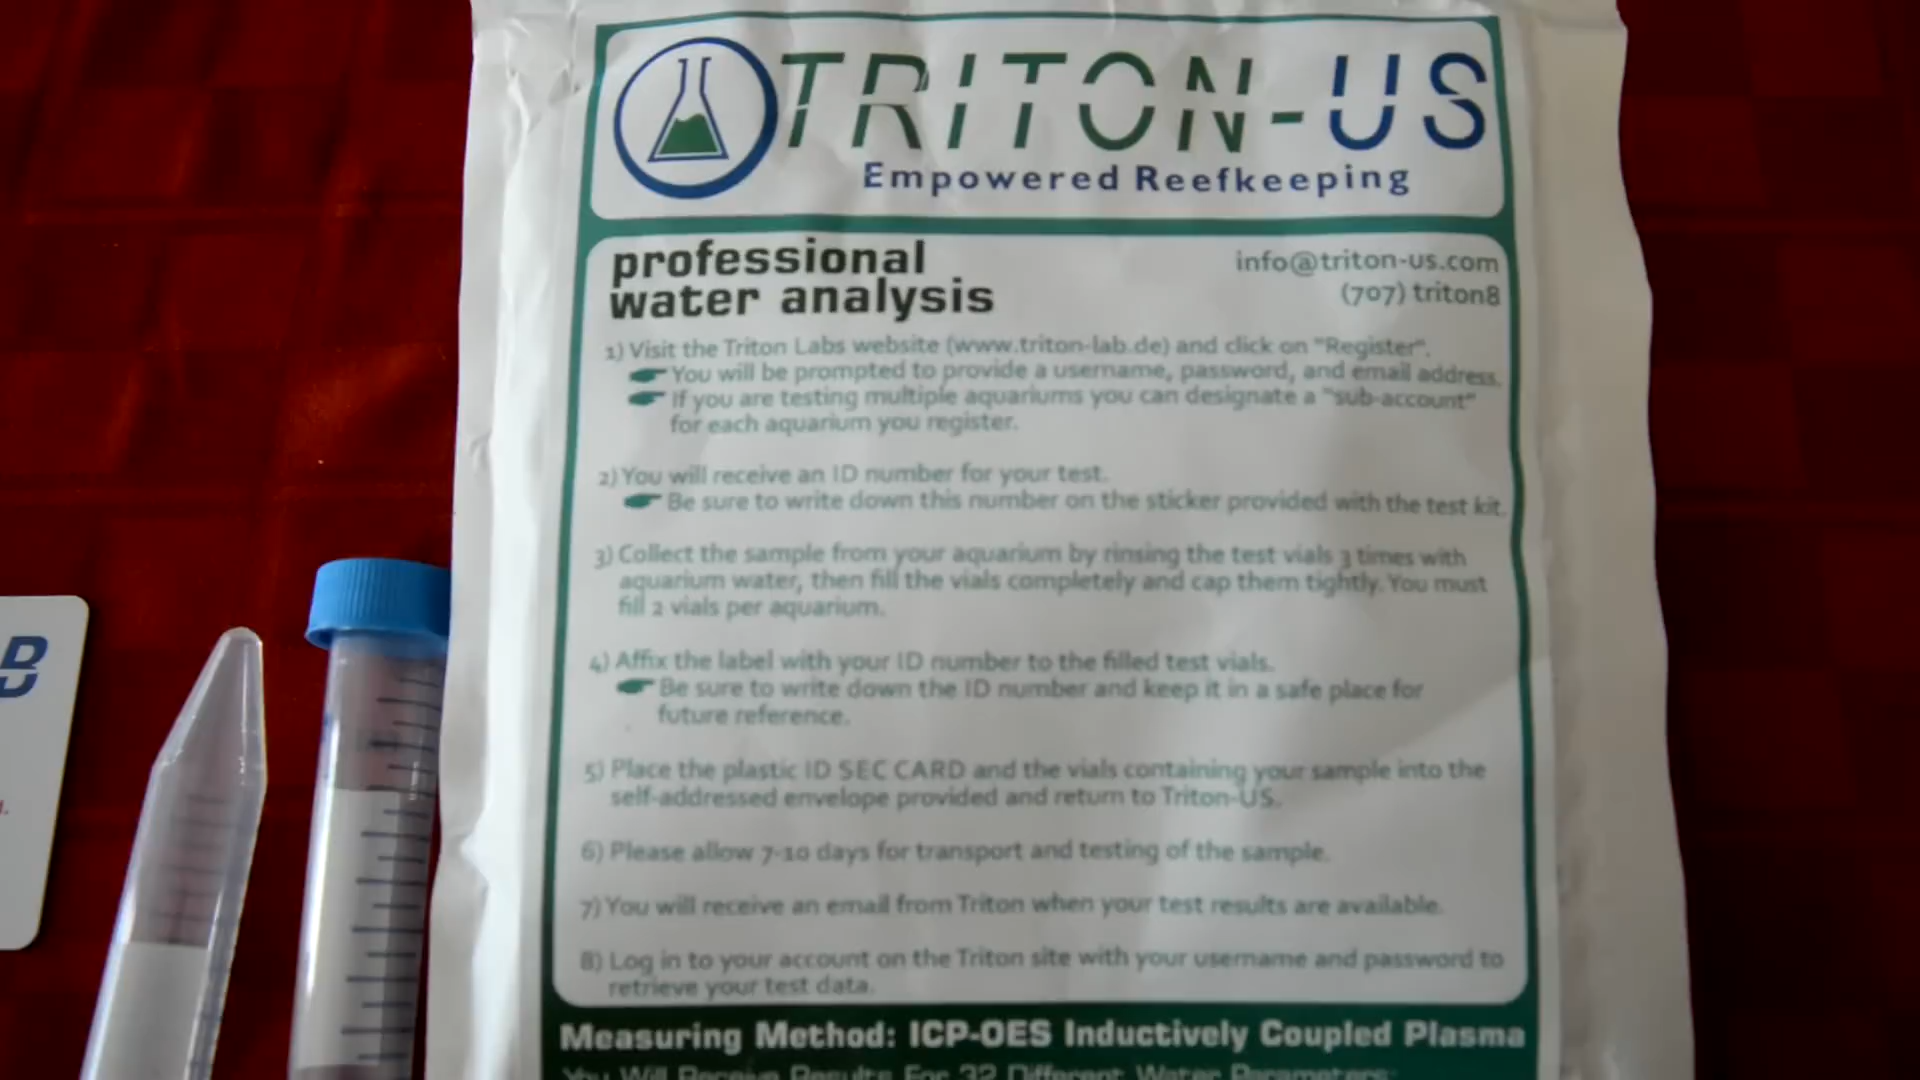 TRITON-US
Empowered Reefkeeping
professional
water analysis
info@triton-us.com
(707) triton8
1) Visit the Triton Labs website (www.triton-lab.de) and click on "Register".
You will be prompted to provide a username, password, and email address.
If you are testing multiple aquariums you can designate a "sub-account"
for each aquarium you register.
2) You will receive an ID number for your test.
Be sure to write down this number on the sticker provided with the test kit.
3) Collect the sample from your aquarium by rinsing the test vials 3 times with
aquarium water, then fill the vials completely and cap them tightly. You must
fill 2 vials per aquarium.
4) Affix the label with your ID number to the filled test vials.
Be sure to write down the ID number and keep it in a safe place for
future reference.
5) Place the plastic ID SEC CARD and the vials containing your sample into the
self-addressed envelope provided and return to Triton-US.
6) Please allow 7-10 days for transport and testing of the sample.
7) You will receive an email from Triton when your test results are available.
8) Log in to your account on the Triton site with your username and password to
retrieve your test data.
Measuring Method: ICP-OES Inductively Coupled Plasma
You Will Receive Results For 32 Different Water Parameters:
B